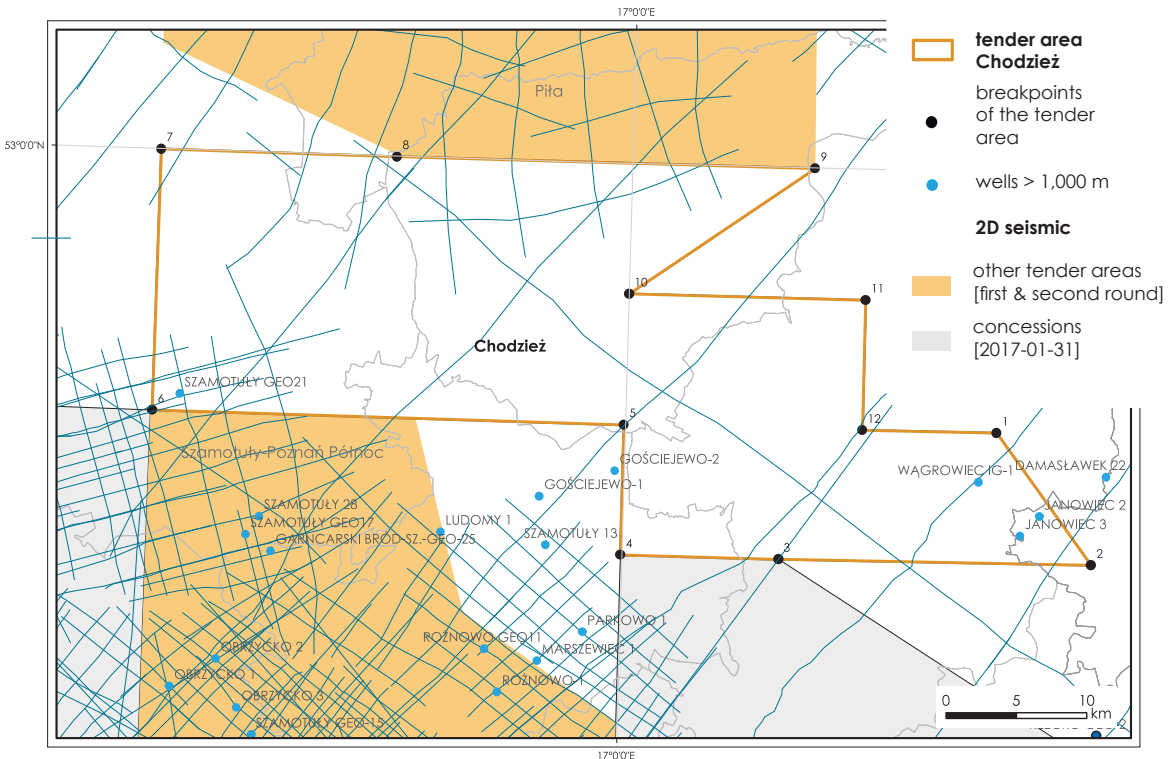 17°0'0"E
53°0'0"N
7
8
9
Piła
10
11
Chodzież
SZAMOTUŁY GEO21
6
5
12
1
Szamotuły-Poznań Północ
GOŚCIEJEWO-2
WĄGROWIEC IG-1
DAMASŁAWEK 22
GOŚCIEJEWO-1
SZAMOTUŁY 28
JANOWIEC 2
SZAMOTUŁY GEO17
LUDOMY 1
JANOWIEC 3
GARNCARSKI BRÓD-SZ.-GEO-25
SZAMOTUŁY 13
4
3
2
PARKOWO 1
ROŻNOWO GEO11
OBRZYCKO 2
MARSZEWIEC 1
OBRZYCKO 1
ROŻNOWO 1
OBRZYCKO 3
SZAMOTUŁY GEO-15
17°0'0"E
tender area
Chodzież
breakpoints
of the tender
area
wells > 1,000 m
2D seismic
other tender areas
[first & second round]
concessions
[2017-01-31]
0 5 10
km